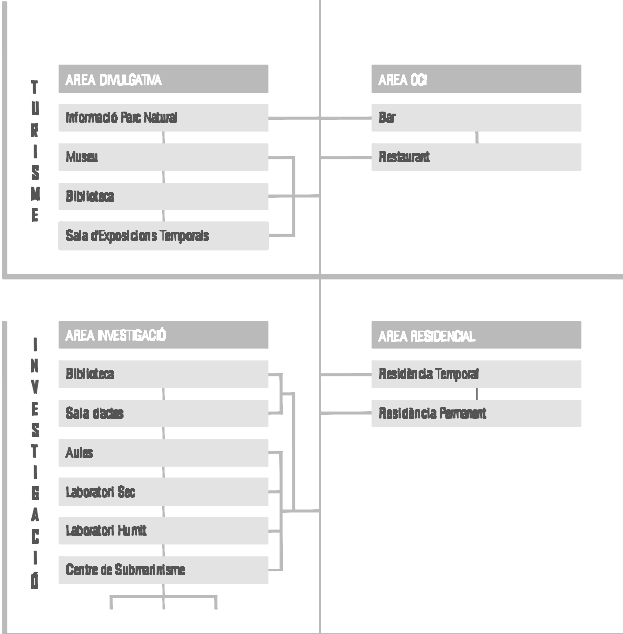 TURISME
AREA DIVULGATIVA
Informació Parc Natural
Museu
Biblioteca
Sala d'Exposicions Temporals
AREA OCI
Bar
Restaurant
INVESTIGACIÓ
AREA INVESTIGACIÓ
Biblioteca
Sala d'actes
Aules
Laboratori Sec
Laboratori Humit
Centre de Submarinisme
AREA RESIDENCIAL
Residència Temporal
Residència Permanent